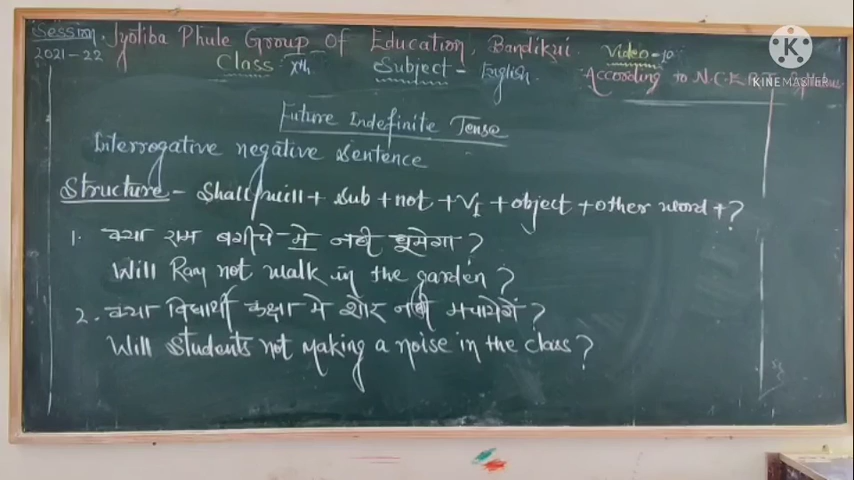 Session. Jyotiba Phule Group Of Education, Bandikui Video-10
2021-22 Class: Xth Subject - English. According to N.C.E.R.T
KINEMASTER
Future Indefinite Tense
Interrogative negative sentence
Structure - Shall/will + Sub + not + V1 + object + other word + ?
1. क्या राम बगीचे मे नही घूमेगा ?
Will Ram not walk in the garden ?
2. क्या विधार्थी कक्षा मे शोर नही मचायेगें ?
Will Students not making a noise in the class ?